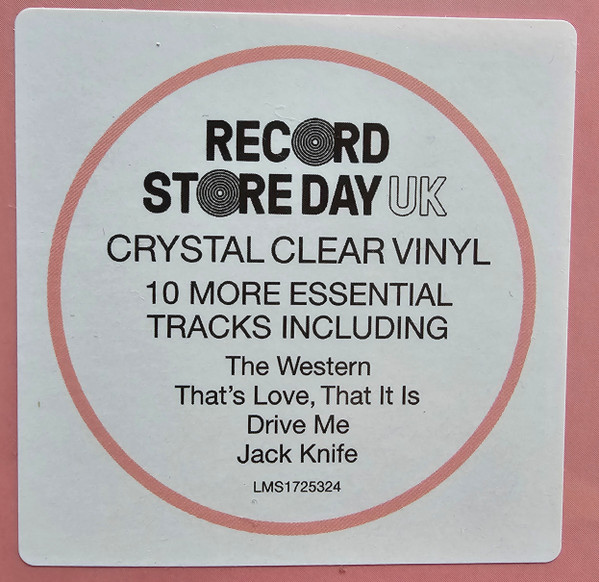 RECORD
STORE DAY UK
CRYSTAL CLEAR VINYL
10 MORE ESSENTIAL
TRACKS INCLUDING
The Western
That's Love, That It Is
Drive Me
Jack Knife
LMS1725324